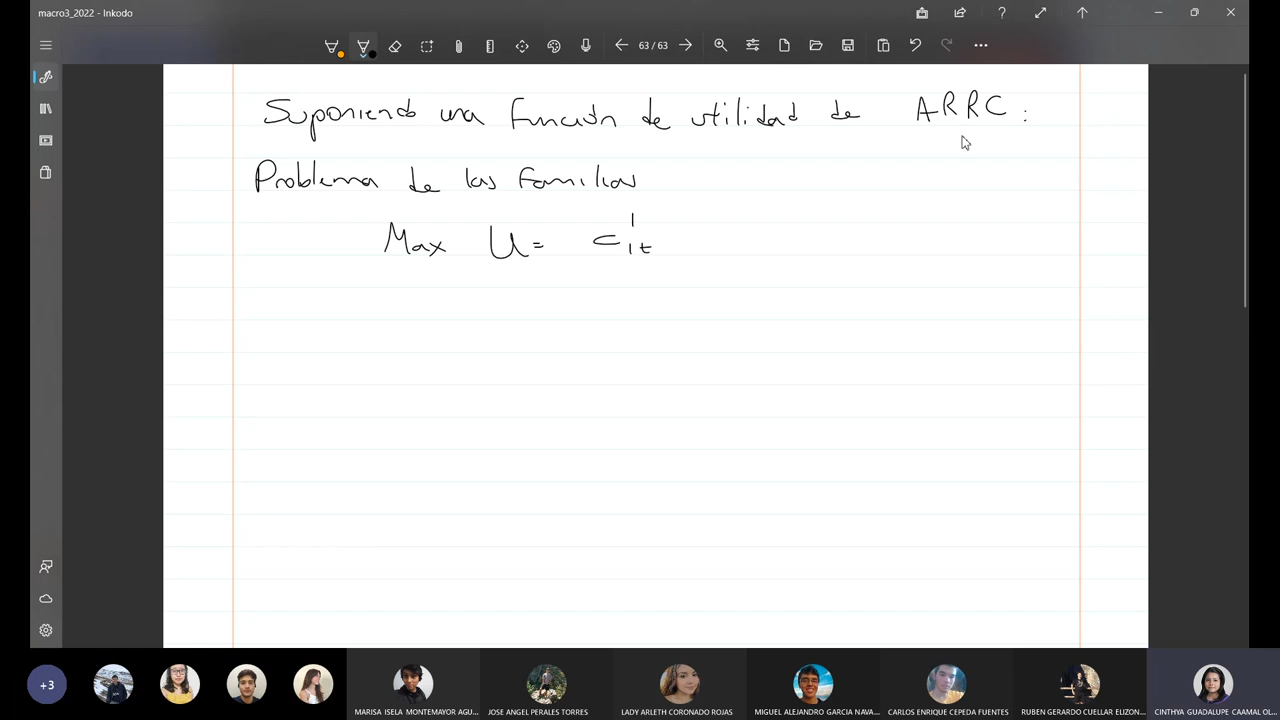 macro3_2022 - Inkodo
63 / 63
Suponiendo una función de utilidad de ARRC :
Problema de las familias
Max U = c 1t
+3
MARISA ISELA MONTEMAYOR AGU...
JOSE ANGEL PERALES TORRES
LADY ARLETH CORONADO ROJAS
MIGUEL ALEJANDRO GARCIA NAVA...
CARLOS ENRIQUE CEPEDA FUENTES
RUBEN GERARDO CUELLAR ELIZON...
CINTHYA GUADALUPE CAAMAL OL...